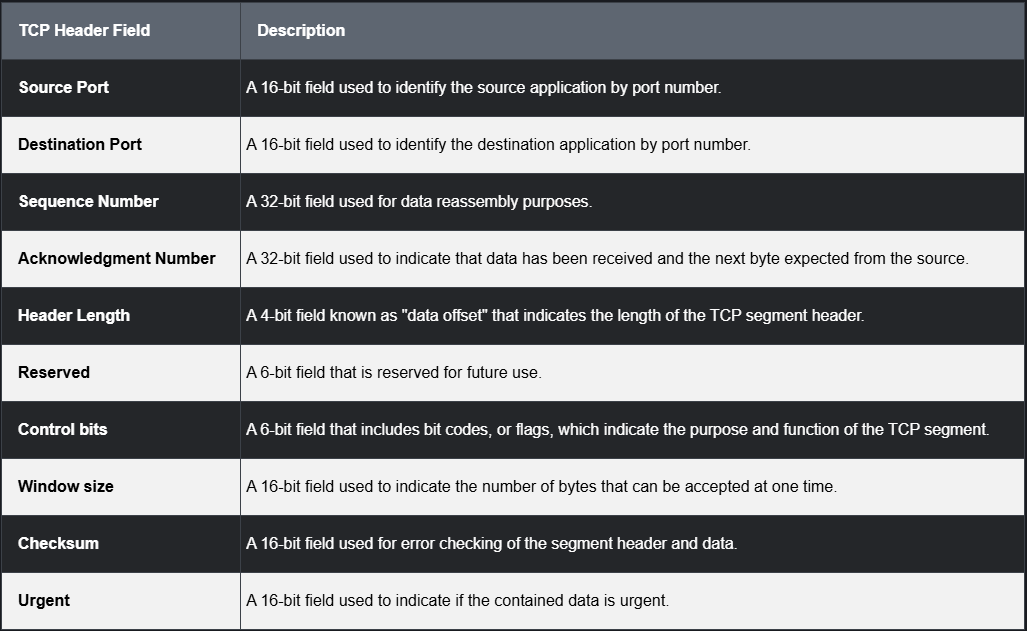 TCP Header Field Description
Source Port A 16-bit field used to identify the source application by port number.
Destination Port A 16-bit field used to identify the destination application by port number.
Sequence Number A 32-bit field used for data reassembly purposes.
Acknowledgment Number A 32-bit field used to indicate that data has been received and the next byte expected from the source.
Header Length A 4-bit field known as "data offset" that indicates the length of the TCP segment header.
Reserved A 6-bit field that is reserved for future use.
Control bits A 6-bit field that includes bit codes, or flags, which indicate the purpose and function of the TCP segment.
Window size A 16-bit field used to indicate the number of bytes that can be accepted at one time.
Checksum A 16-bit field used for error checking of the segment header and data.
Urgent A 16-bit field used to indicate if the contained data is urgent.